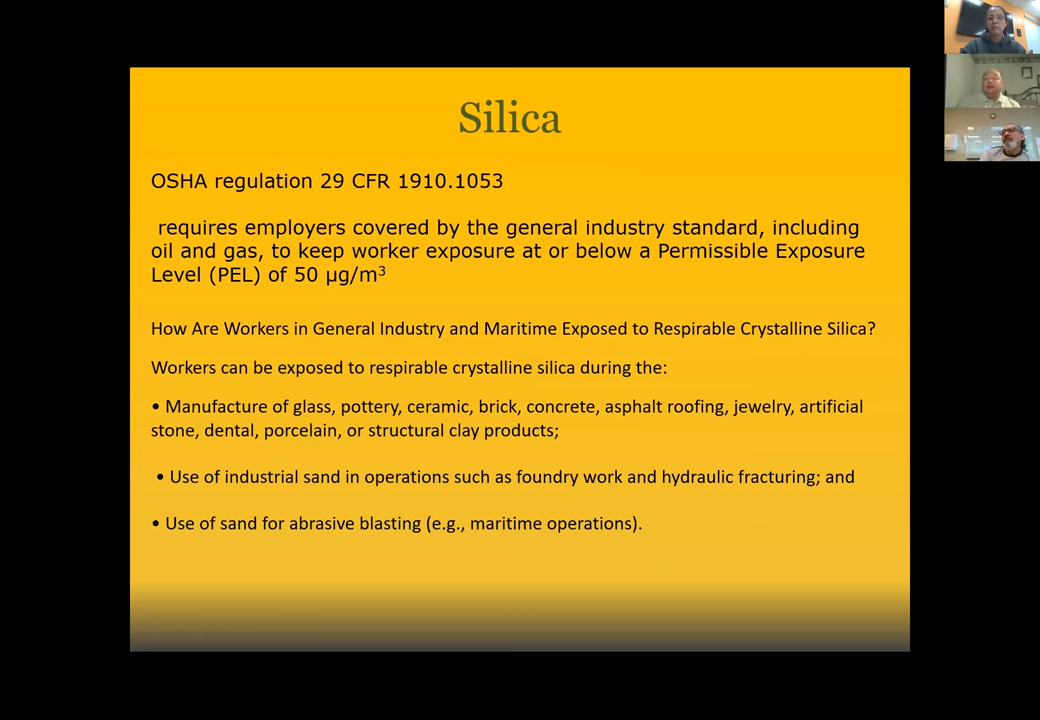 Silica
OSHA regulation 29 CFR 1910.1053
requires employers covered by the general industry standard, including
oil and gas, to keep worker exposure at or below a Permissible Exposure
Level (PEL) of 50 µg/m³
How Are Workers in General Industry and Maritime Exposed to Respirable Crystalline Silica?
Workers can be exposed to respirable crystalline silica during the:
• Manufacture of glass, pottery, ceramic, brick, concrete, asphalt roofing, jewelry, artificial
stone, dental, porcelain, or structural clay products;
• Use of industrial sand in operations such as foundry work and hydraulic fracturing; and
• Use of sand for abrasive blasting (e.g., maritime operations).